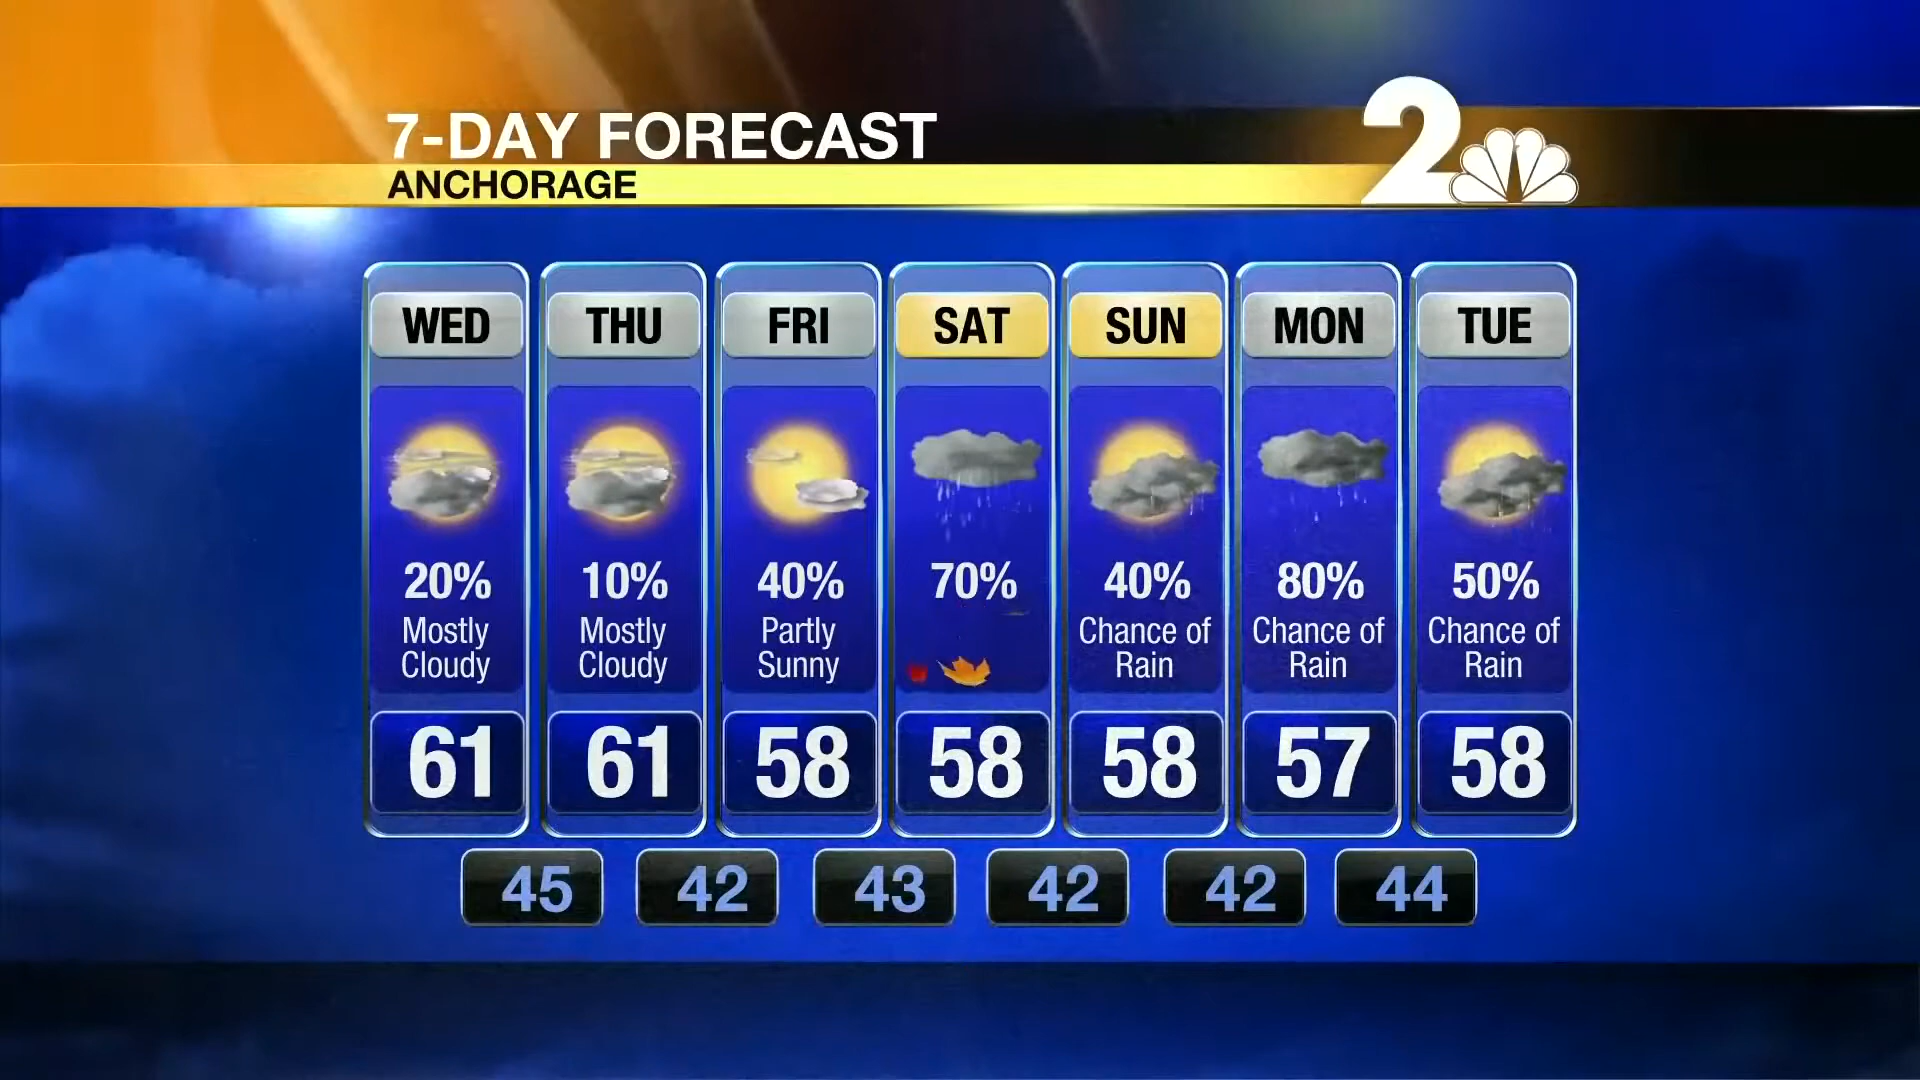 7-DAY FORECAST
ANCHORAGE
2
WED
THU
FRI
SAT
SUN
MON
TUE
20%
10%
40%
70%
40%
80%
50%
Mostly
Cloudy
Mostly
Cloudy
Partly
Sunny
Chance of
Rain
Chance of
Rain
Chance of
Rain
61
61
58
58
58
57
58
45
42
43
42
42
44